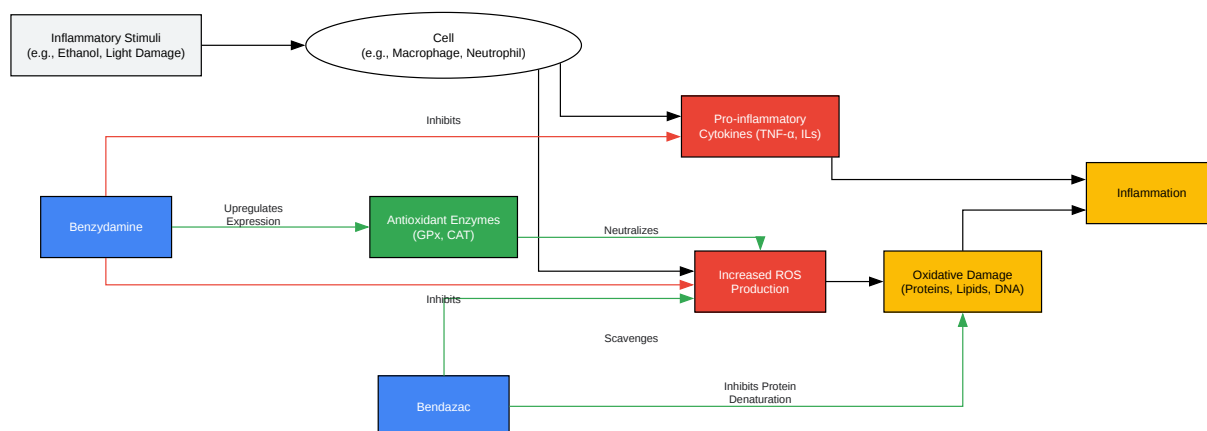 Inflammatory Stimuli
(e.g., Ethanol, Light Damage)
Cell
(e.g., Macrophage, Neutrophil)
Pro-inflammatory
Cytokines (TNF-α, ILs)
Inhibits
Inflammation
Benzydamine
Upregulates
Expression
Antioxidant Enzymes
(GPx, CAT)
Neutralizes
Increased ROS
Production
Oxidative Damage
(Proteins, Lipids, DNA)
Inhibits
Scavenges
Bendazac
Inhibits Protein
Denaturation